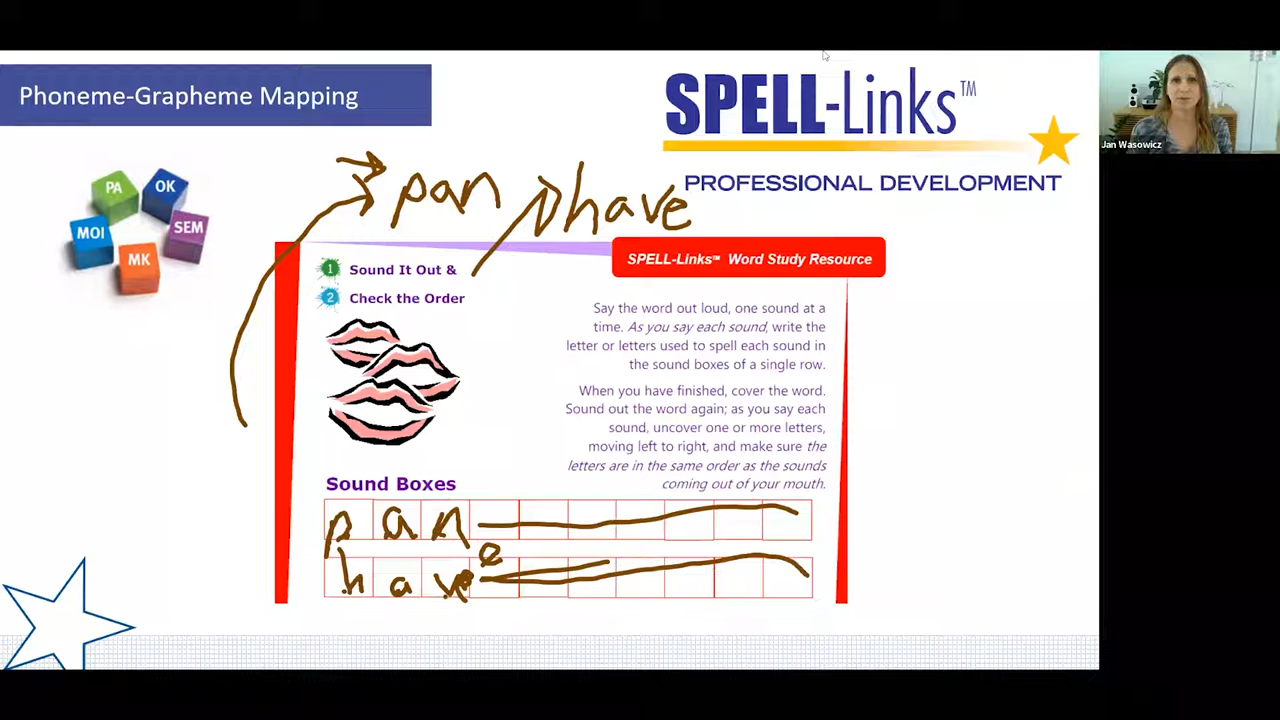 Phoneme-Grapheme Mapping
SPELL-Links™
PROFESSIONAL DEVELOPMENT
Jan Wasowicz
PA
OK
MOI
SEM
MK
pan
have
SPELL-Links™ Word Study Resource
1 Sound It Out &
2 Check the Order
Say the word out loud, one sound at a
time. As you say each sound, write the
letter or letters used to spell each sound in
the sound boxes of a single row.
When you have finished, cover the word.
Sound out the word again; as you say each
sound, uncover one or more letters,
moving left to right, and make sure the
letters are in the same order as the sounds
coming out of your mouth.
Sound Boxes
p a n
e
h a ve